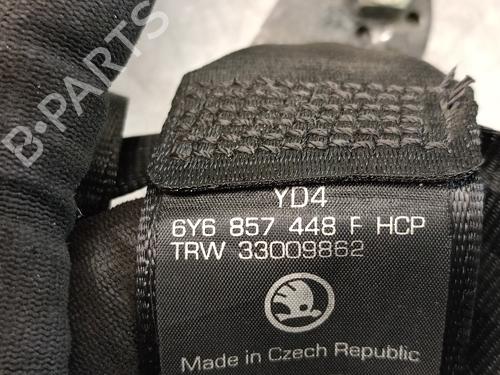 B-PARTS
YD4
6Y6 857 448 F HCP
TRW 33009862
Made in Czech Republic